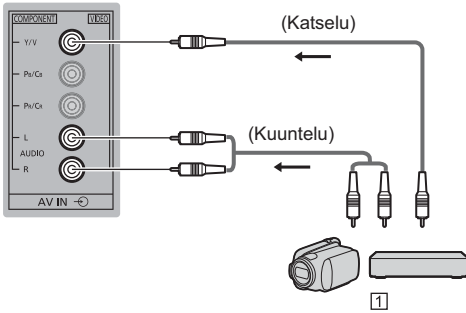 COMPONENT VIDEO
Y/V
PB/CB
PR/CR
L
AUDIO
R
AV IN
(Katselu)
(Kuuntelu)
1